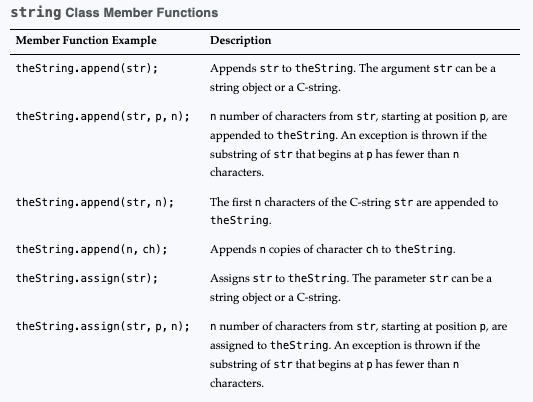 string Class Member Functions
Member Function Example Description
theString.append(str); Appends str to theString. The argument str can be a
string object or a C-string.
theString.append(str, p, n); n number of characters from str, starting at position p, are
appended to theString. An exception is thrown if the
substring of str that begins at p has fewer than n
characters.
theString.append(str, n); The first n characters of the C-string str are appended to
theString.
theString.append(n, ch); Appends n copies of character ch to theString.
theString.assign(str); Assigns str to theString. The parameter str can be a
string object or a C-string.
theString.assign(str, p, n); n number of characters from str, starting at position p, are
assigned to theString. An exception is thrown if the
substring of str that begins at p has fewer than n
characters.